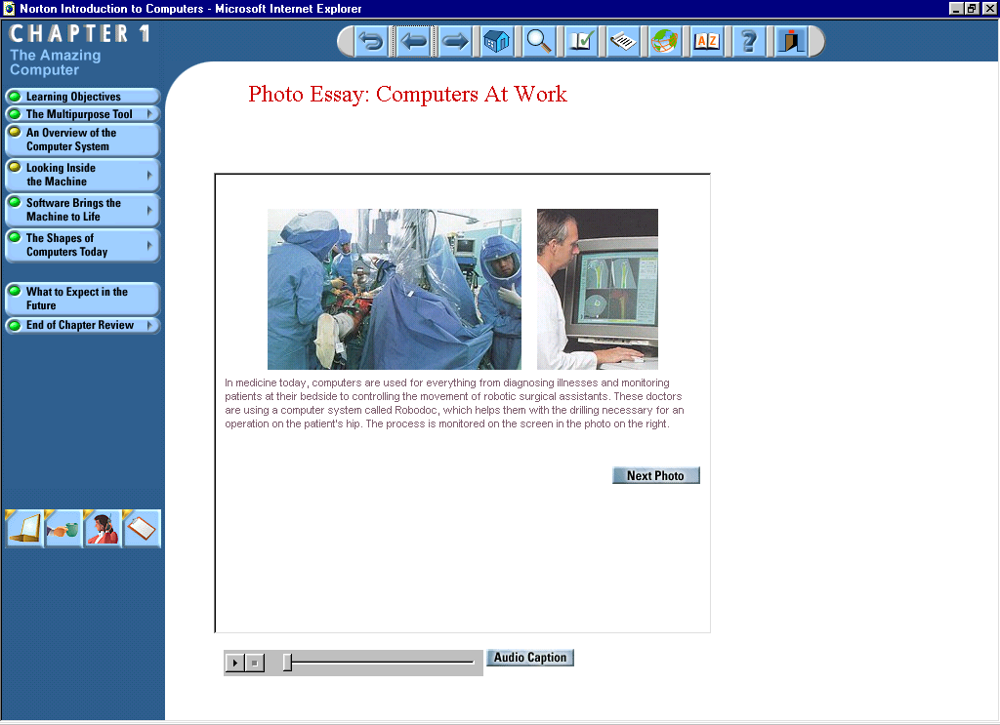 Norton Introduction to Computers - Microsoft Internet Explorer
CHAPTER 1
The Amazing
Computer
AZ
?
Learning Objectives
The Multipurpose Tool
An Overview of the
Computer System
Looking Inside
the Machine
Software Brings the
Machine to Life
The Shapes of
Computers Today
What to Expect in the
Future
End of Chapter Review
Photo Essay: Computers At Work
In medicine today, computers are used for everything from diagnosing illnesses and monitoring
patients at their bedside to controlling the movement of robotic surgical assistants. These doctors
are using a computer system called Robodoc, which helps them with the drilling necessary for an
operation on the patient's hip. The process is monitored on the screen in the photo on the right.
Next Photo
Audio Caption